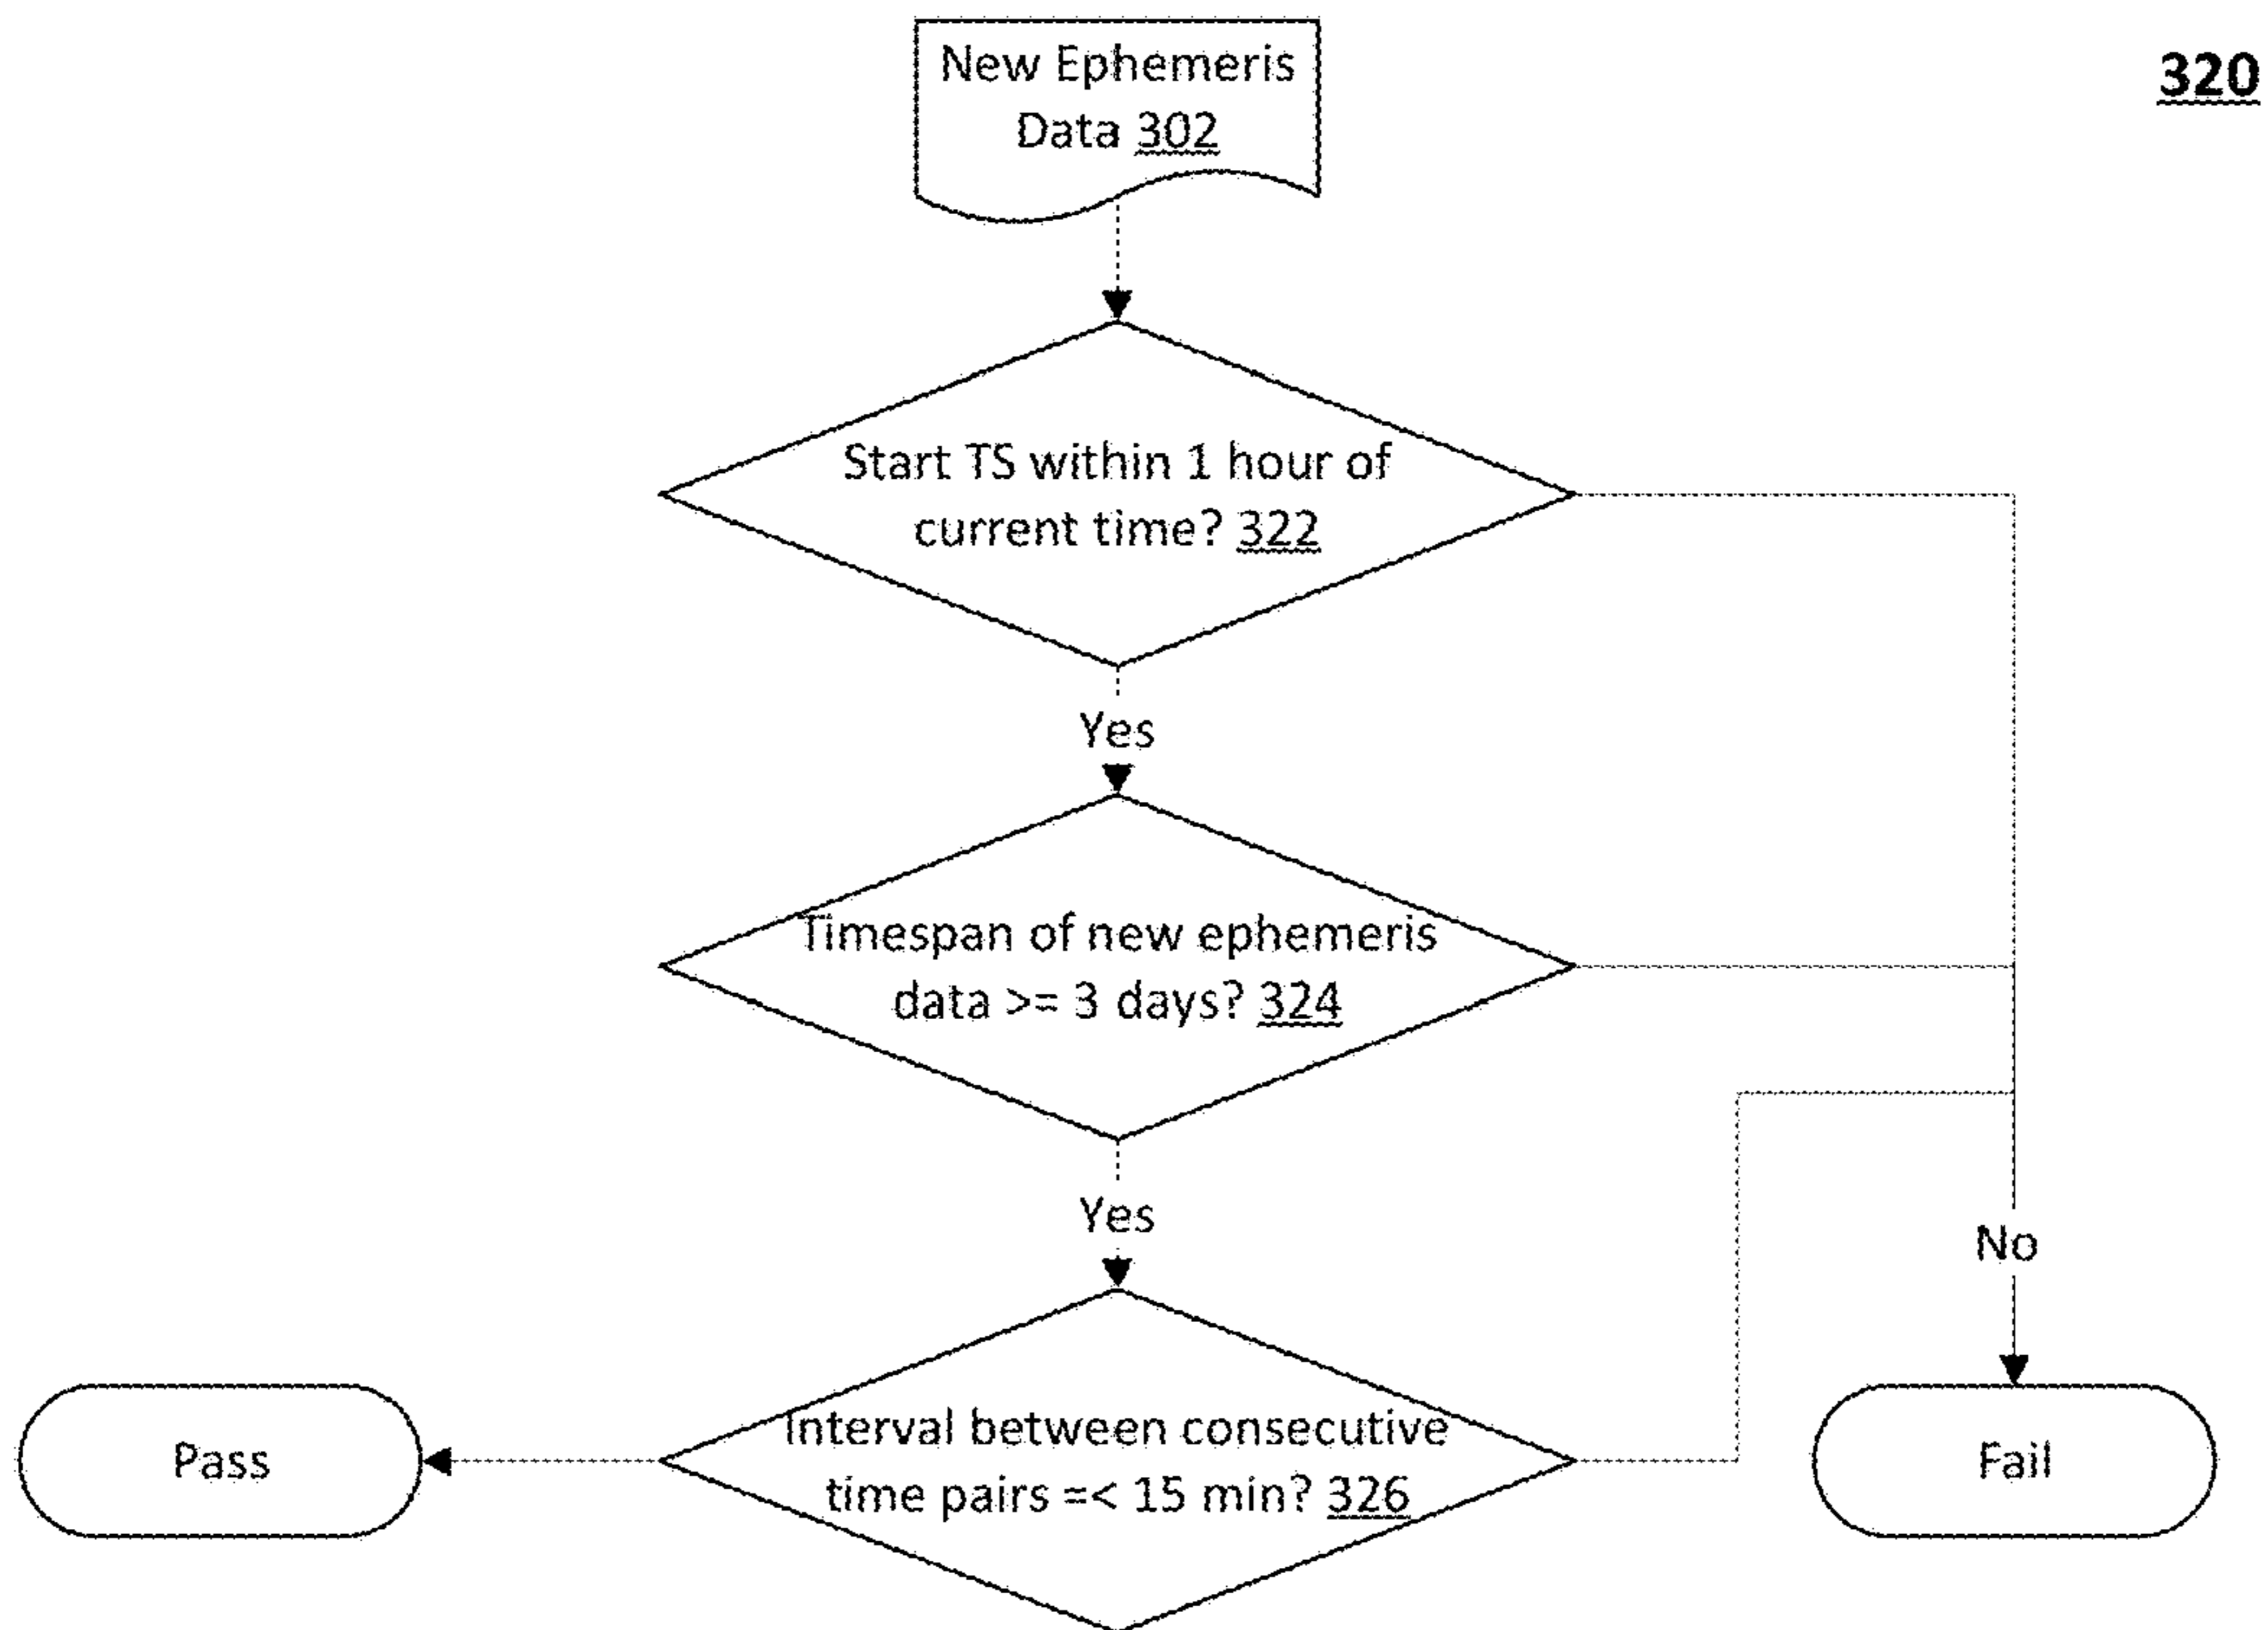 320
New Ephemeris
Data 302
Start TS within 1 hour of
current time? 322
Yes
Timespan of new ephemeris
data >= 3 days? 324
Yes
No
Interval between consecutive
time pairs =< 15 min? 326
Pass
Fail